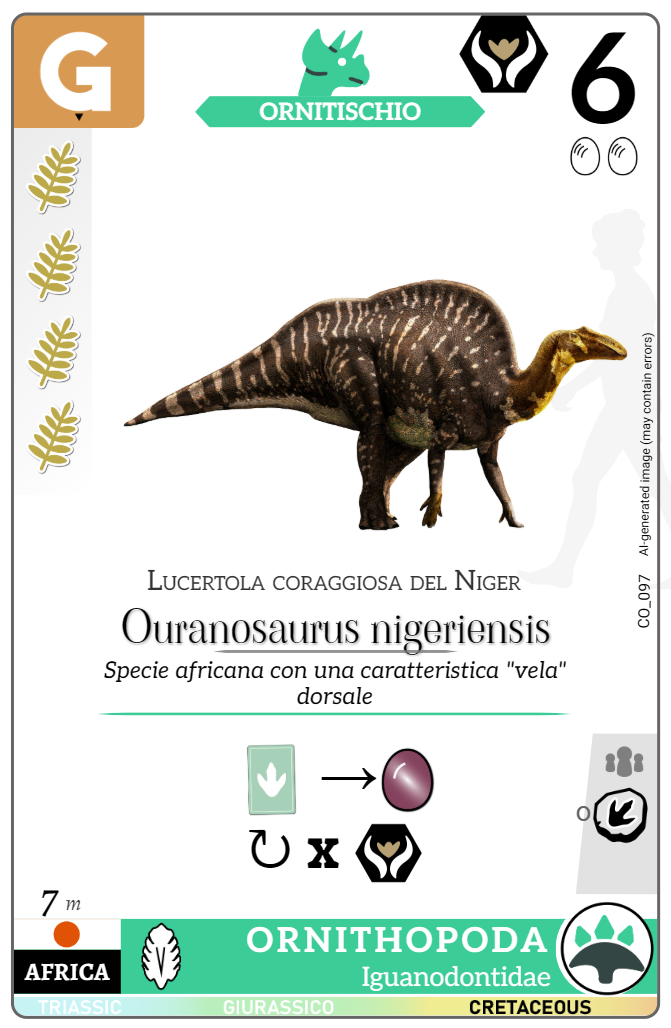 G
ORNITISCHIO
6
AI-generated image (may contain errors)
CO_097
Lucertola coraggiosa del Niger
Ouranosaurus nigeriensis
Specie africana con una caratteristica "vela"
dorsale
x
o
7 m
AFRICA
ORNITHOPODA
Iguanodontidae
TRIASSIC
GIURASSICO
CRETACEOUS